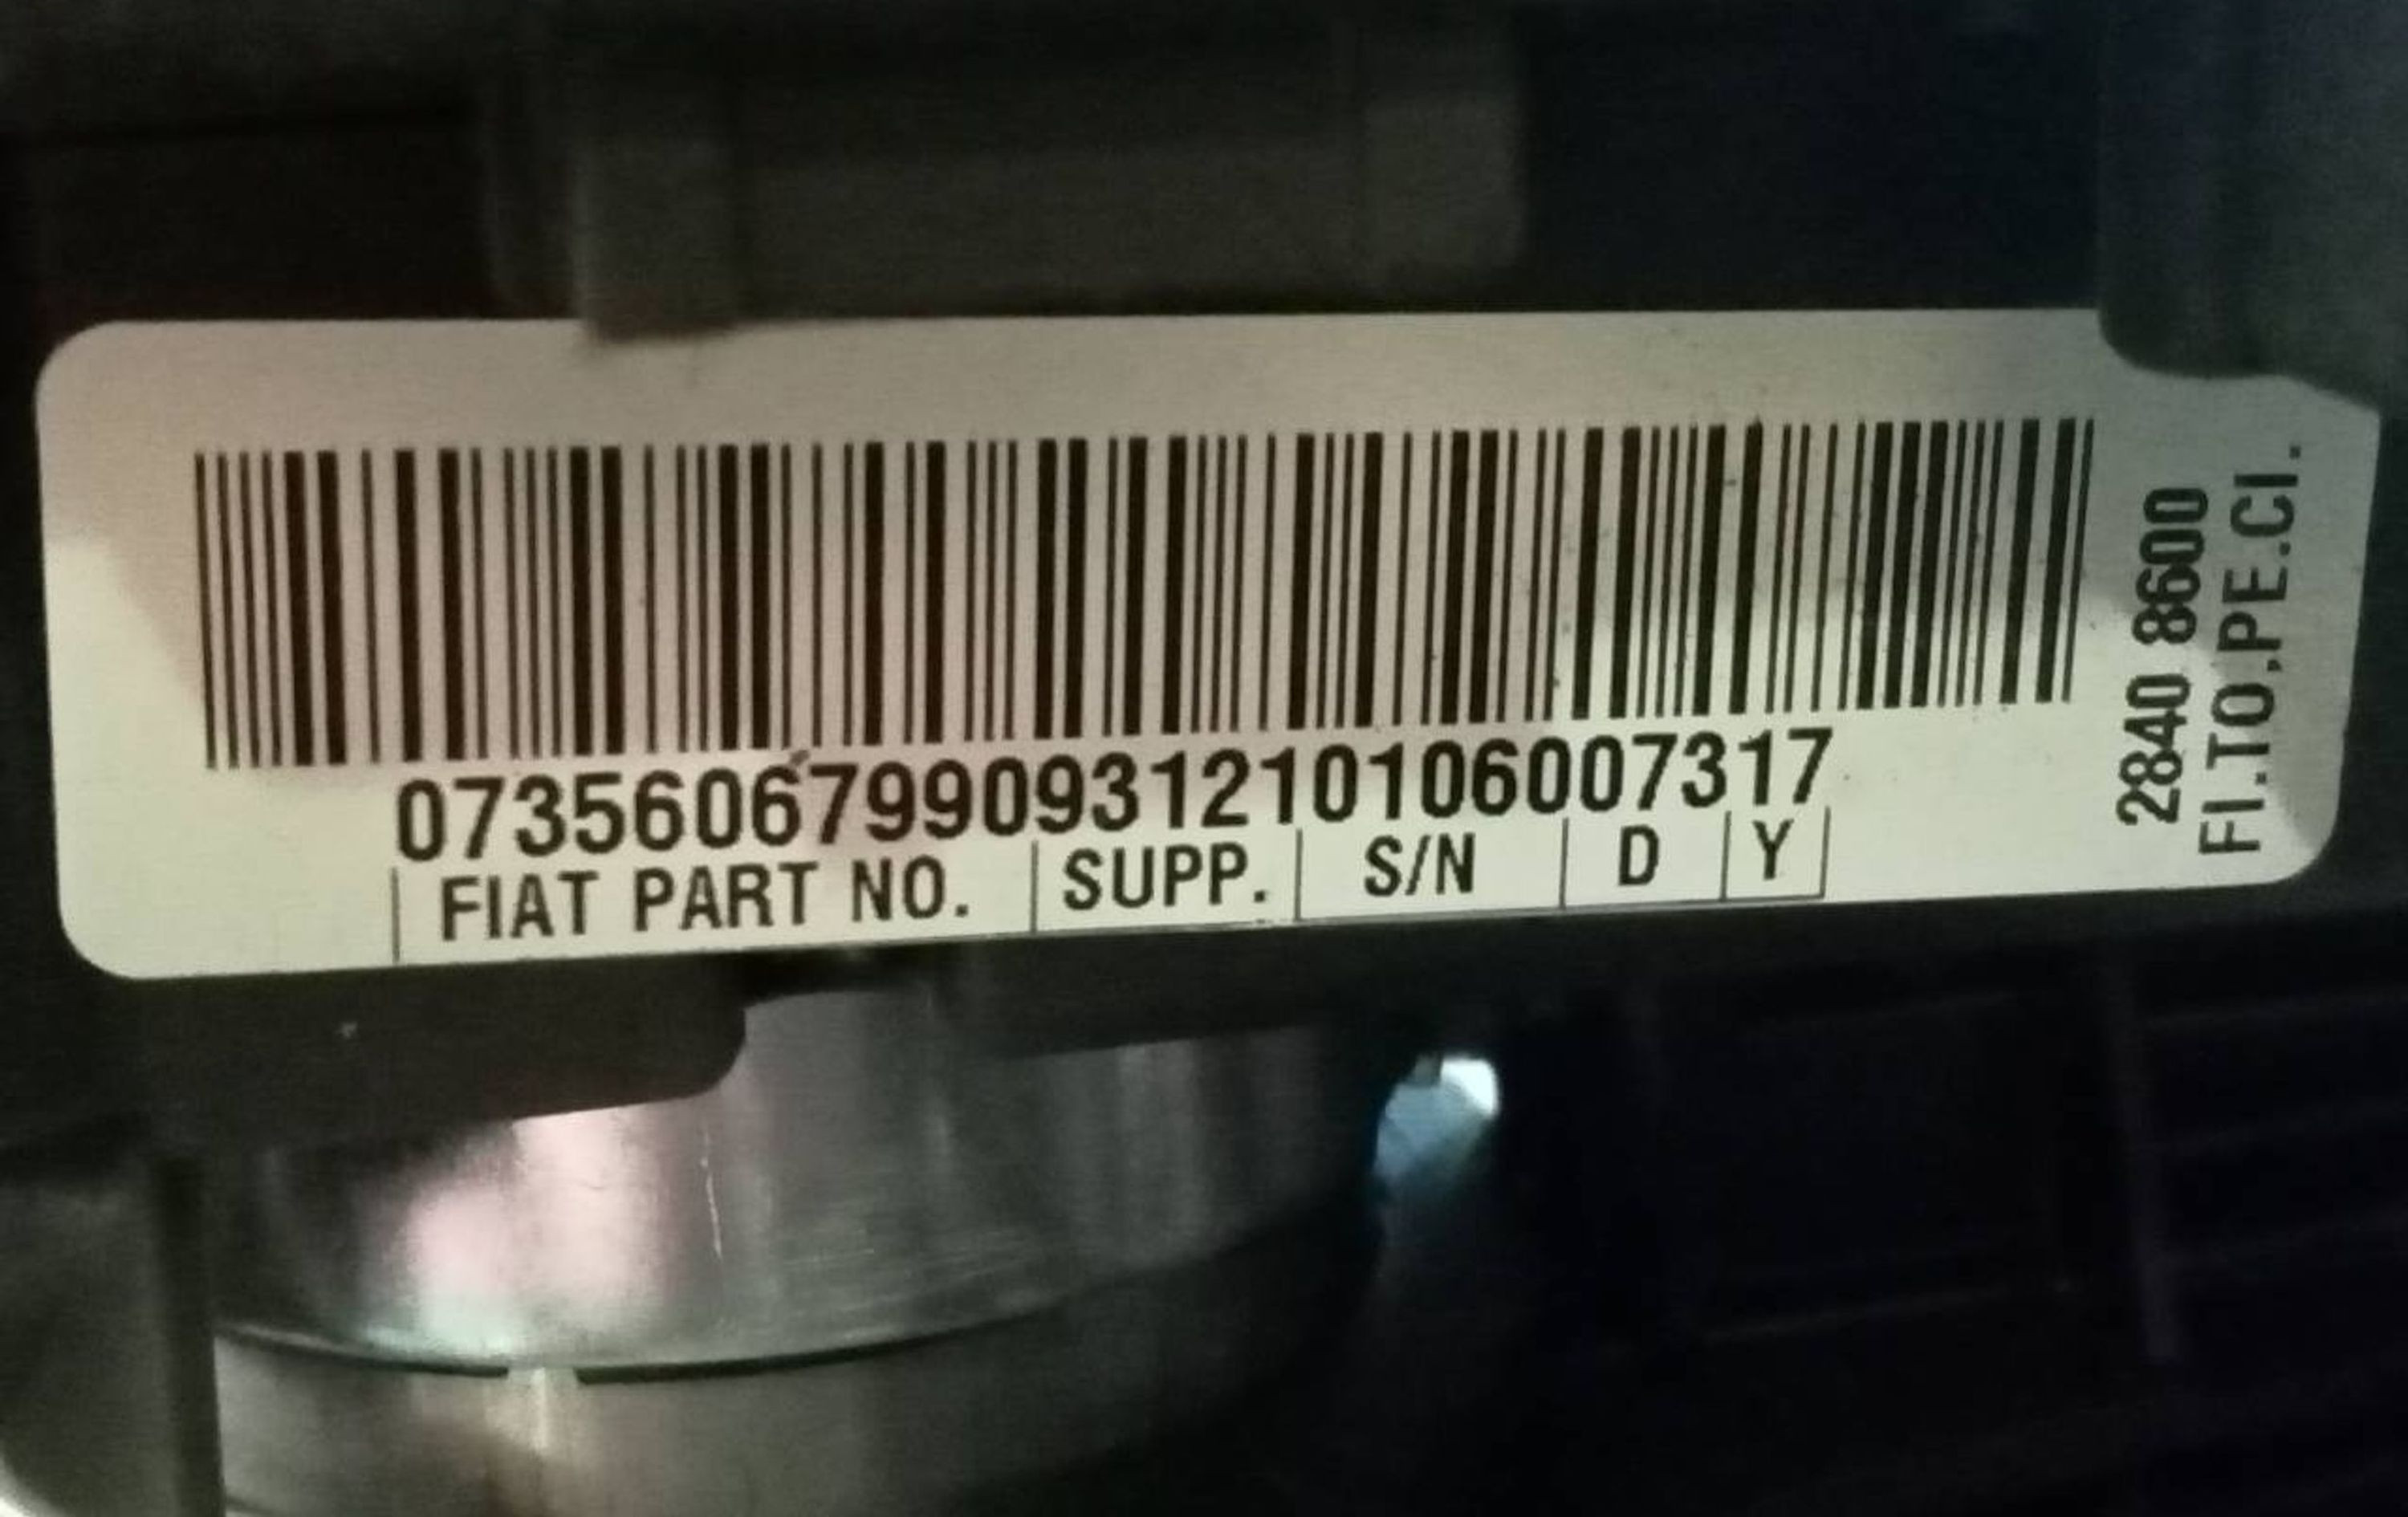 07356067990931210106007317
FIAT PART NO. SUPP. S/N D Y
2840 8600
FI.TO,PE.CI.